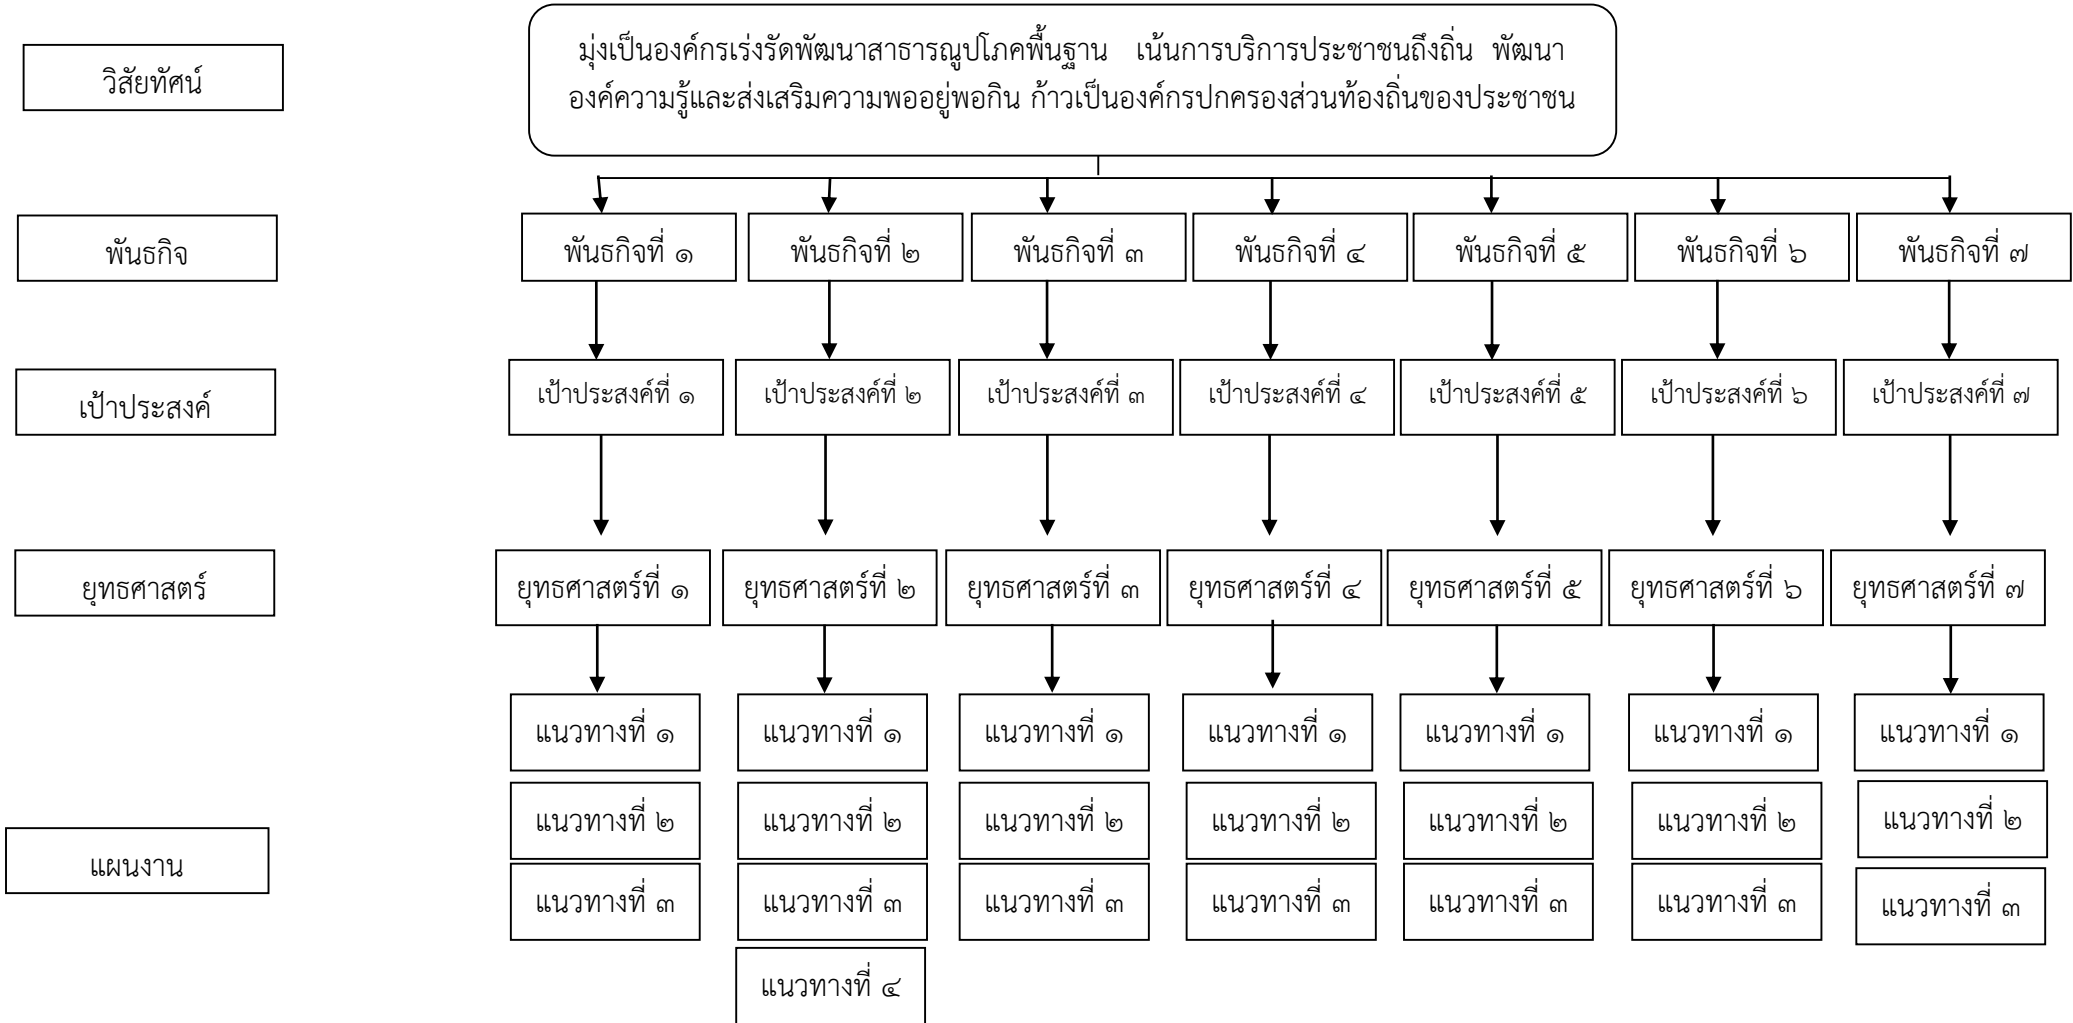 วิสัยทัศน์
มุ่งเป็นองค์กรเร่งรัดพัฒนาสาธารณูปโภคพื้นฐาน เน้นการบริการประชาชนถึงถิ่น พัฒนา
องค์ความรู้และส่งเสริมความพออยู่พอกิน ก้าวเป็นองค์กรปกครองส่วนท้องถิ่นของประชาชน
พันธกิจ
พันธกิจที่ ๑
พันธกิจที่ ๒
พันธกิจที่ ๓
พันธกิจที่ ๔
พันธกิจที่ ๕
พันธกิจที่ ๖
พันธกิจที่ ๗
เป้าประสงค์
เป้าประสงค์ที่ ๑
เป้าประสงค์ที่ ๒
เป้าประสงค์ที่ ๓
เป้าประสงค์ที่ ๔
เป้าประสงค์ที่ ๕
เป้าประสงค์ที่ ๖
เป้าประสงค์ที่ ๗
ยุทธศาสตร์
ยุทธศาสตร์ที่ ๑
ยุทธศาสตร์ที่ ๒
ยุทธศาสตร์ที่ ๓
ยุทธศาสตร์ที่ ๔
ยุทธศาสตร์ที่ ๕
ยุทธศาสตร์ที่ ๖
ยุทธศาสตร์ที่ ๗
แผนงาน
แนวทางที่ ๑
แนวทางที่ ๑
แนวทางที่ ๑
แนวทางที่ ๑
แนวทางที่ ๑
แนวทางที่ ๑
แนวทางที่ ๑
แนวทางที่ ๒
แนวทางที่ ๒
แนวทางที่ ๒
แนวทางที่ ๒
แนวทางที่ ๒
แนวทางที่ ๒
แนวทางที่ ๒
แนวทางที่ ๓
แนวทางที่ ๓
แนวทางที่ ๓
แนวทางที่ ๓
แนวทางที่ ๓
แนวทางที่ ๓
แนวทางที่ ๓
แนวทางที่ ๔